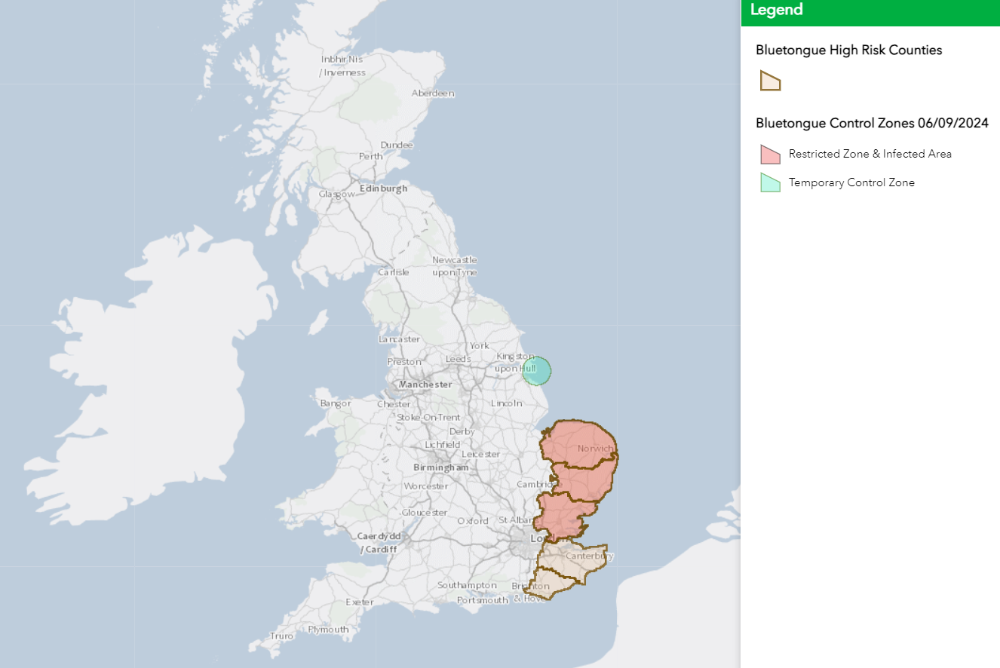 Legend
Bluetongue High Risk Counties
Bluetongue Control Zones 06/09/2024
Restricted Zone & Infected Area
Temporary Control Zone
Inbhir Nis
/ Inverness
Aberdeen
Dundee
Perth
Edinburgh
Glasgow
Newcastle
upon Tyne
Carlisle
Lancaster
York
Kingston
upon Hull
Leeds
Preston
Manchester
Bangor
Chester
Lincoln
Stoke-On-Trent
Derby
Lichfield
Norwich
Leicester
Birmingham
Worcester
Cambridge
Gloucester
Oxford
St Alban
Caerdydd
/ Cardiff
London
Canterbury
Southampton
Brighton
& Hove
Portsmouth
Exeter
Plymouth
Truro